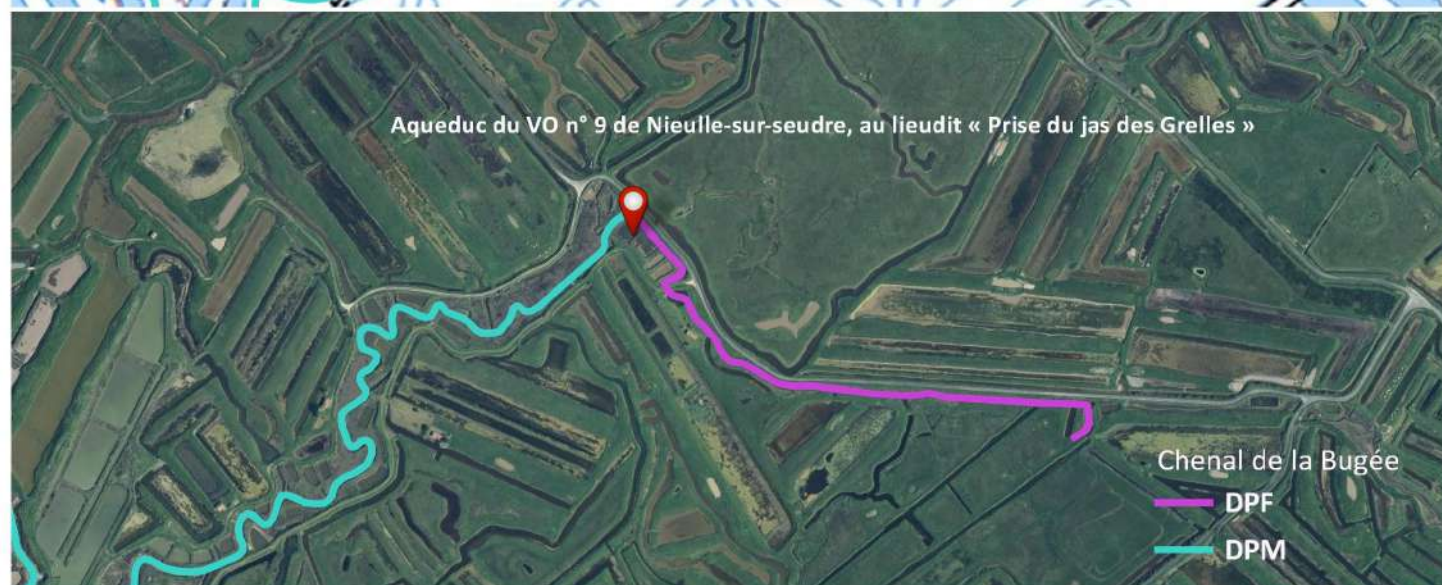 Aqueduc du VO n° 9 de Nieulle-sur-seudre, au lieudit « Prise du jas des Grelles »
Chenal de la Bugée
DPF
DPM